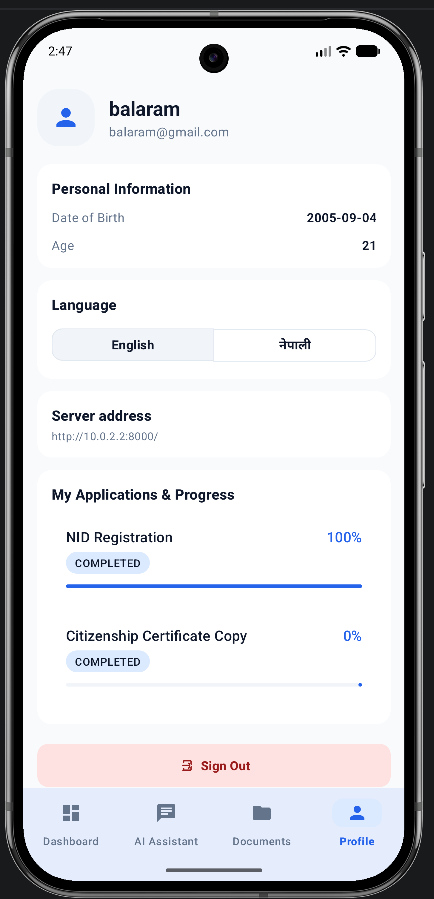 2:47
balaram
balaram@gmail.com
Personal Information
Date of Birth 2005-09-04
Age 21
Language
English नेपाली
Server address
http://10.0.2.2:8000/
My Applications & Progress
NID Registration 100%
COMPLETED
Citizenship Certificate Copy 0%
COMPLETED
Sign Out
Dashboard AI Assistant Documents Profile